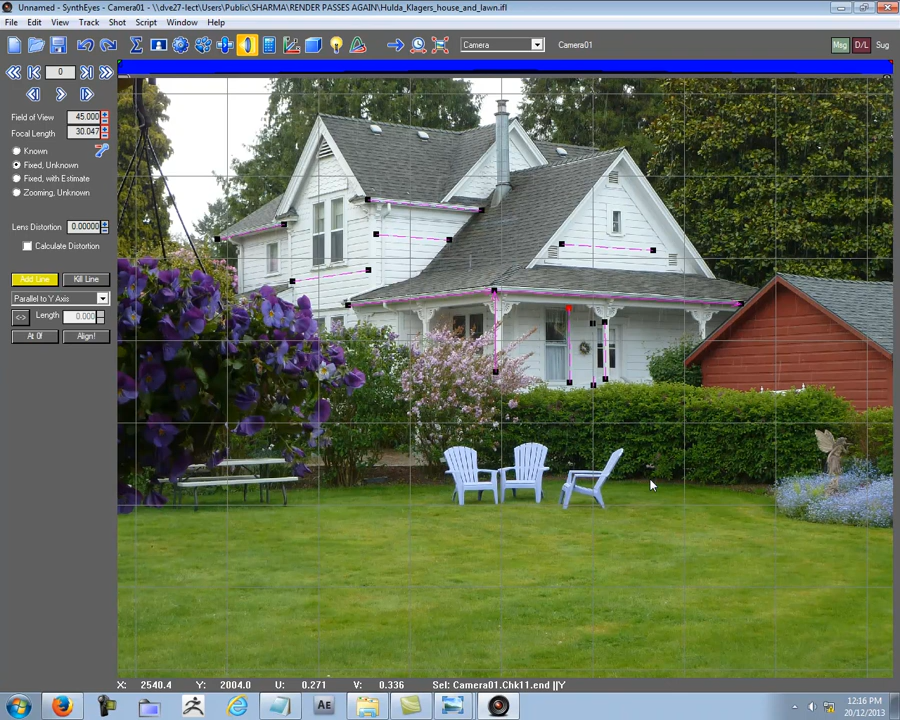 Unnamed - SynthEyes - Camera01 - \\dve27-lect\Users\Public\SHARMA\RENDER PASSES AGAIN\Hulda_Klagers_house_and_lawn.ifl
File Edit View Track Shot Script Window Help
Camera Camera01 Msg D/L Sug
0
Field of View 45.000
Focal Length 30.047
Known
Fixed, Unknown
Fixed, with Estimate
Zooming, Unknown
Lens Distortion 0.00000
Calculate Distortion
Add Line Kill Line
Parallel to Y Axis
<-> Length 0.000
At 0! Align!
X: 2540.4 Y: 2004.0 U: 0.271 V: 0.336 Sel: Camera01.Chk11.end ||Y
Ae
12:16 PM
20/12/2013